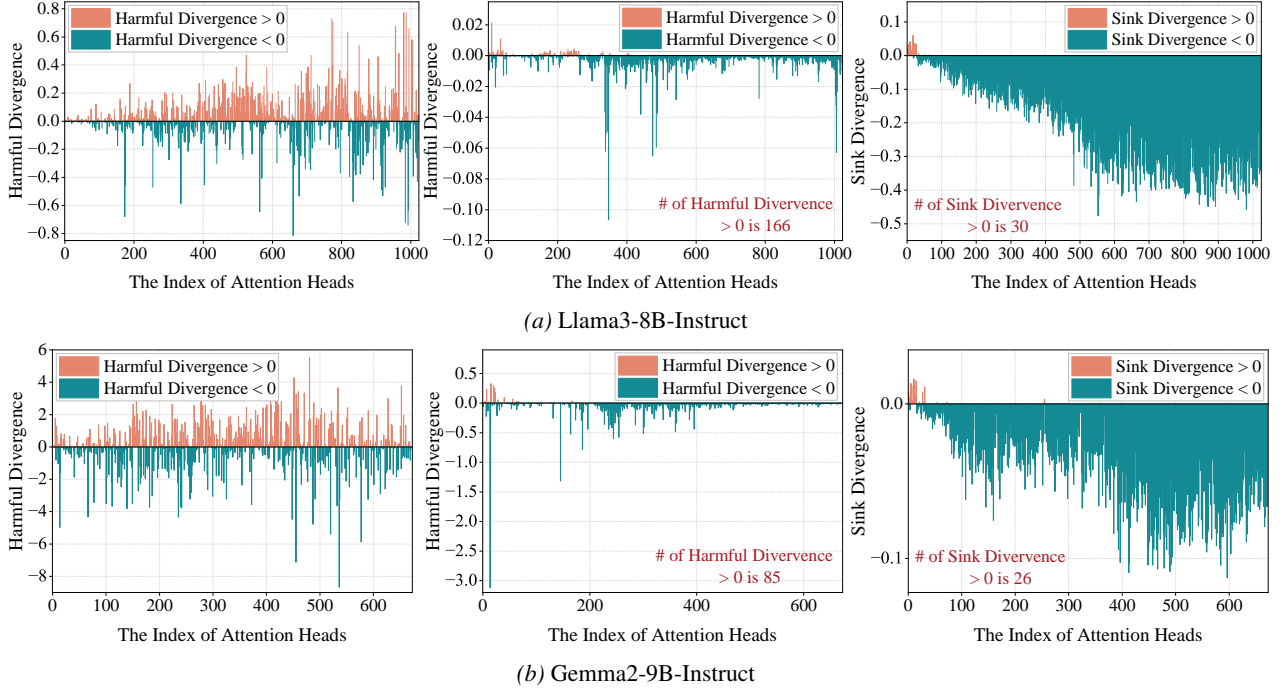 Harmful Divergence > 0
Harmful Divergence < 0
Harmful Divergence
0.8
0.6
0.4
0.2
0.0
−0.2
−0.4
−0.6
−0.8
0 200 400 600 800 1000
The Index of Attention Heads
Harmful Divergence > 0
Harmful Divergence < 0
Harmful Divergence
0.02
0.00
−0.02
−0.04
−0.06
−0.08
−0.10
−0.12
# of Harmful Divervence
> 0 is 166
0 200 400 600 800 1000
The Index of Attention Heads
Sink Divergence > 0
Sink Divergence < 0
Sink Divergence
0.1
0.0
−0.1
−0.2
−0.3
−0.4
−0.5
# of Sink Divervence
> 0 is 30
0 100 200 300 400 500 600 700 800 900 1000
The Index of Attention Heads
(a) Llama3-8B-Instruct
Harmful Divergence > 0
Harmful Divergence < 0
Harmful Divergence
6
4
2
0
−2
−4
−6
−8
0 100 200 300 400 500 600
The Index of Attention Heads
Harmful Divergence > 0
Harmful Divergence < 0
Harmful Divergence
0.5
0.0
−0.5
−1.0
−1.5
−2.0
−2.5
−3.0
# of Harmful Divervence
> 0 is 85
0 200 400 600
The Index of Attention Heads
Sink Divergence > 0
Sink Divergence < 0
Sink Divergence
0.0
−0.1
# of Sink Divervence
> 0 is 26
0 100 200 300 400 500 600
The Index of Attention Heads
(b) Gemma2-9B-Instruct